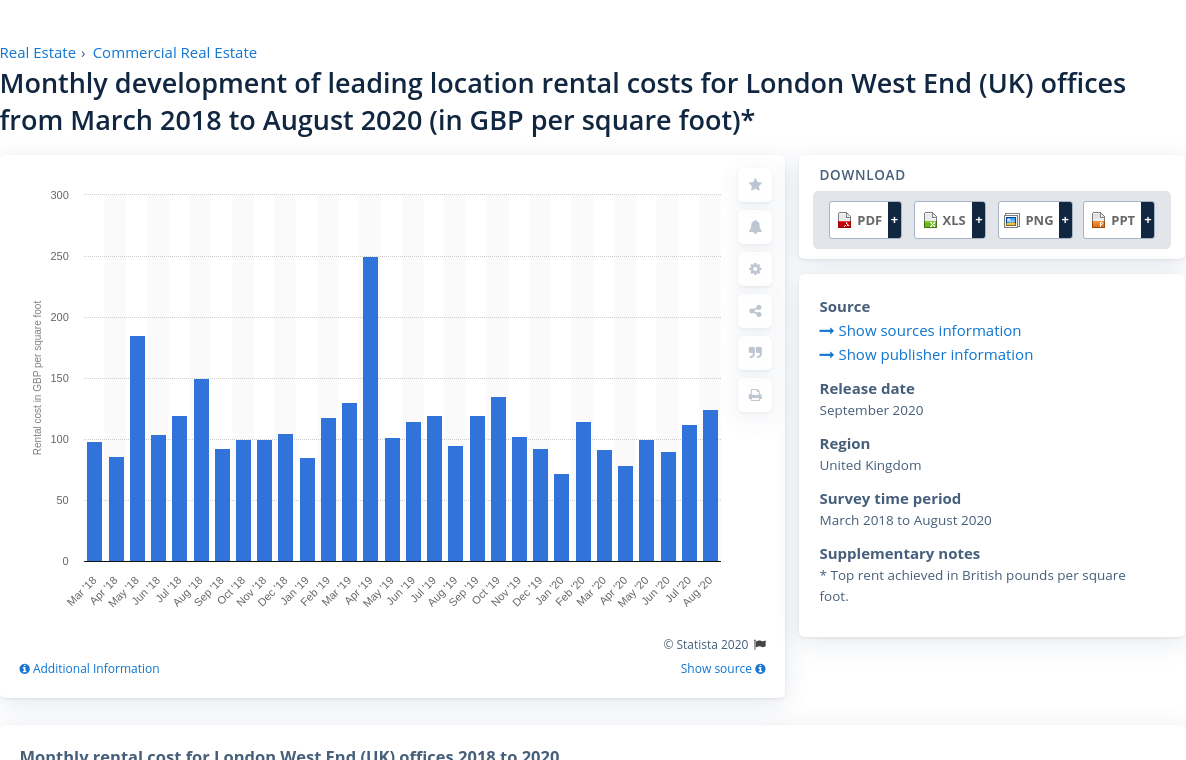 Real Estate › Commercial Real Estate
Monthly development of leading location rental costs for London West End (UK) offices
from March 2018 to August 2020 (in GBP per square foot)*
300
250
200
150
100
50
0
Rental cost in GBP per square foot
Mar '18
Apr '18
May '18
Jun '18
Jul '18
Aug '18
Sep '18
Oct '18
Nov '18
Dec '18
Jan '19
Feb '19
Mar '19
Apr '19
May '19
Jun '19
Jul '19
Aug '19
Sep '19
Oct '19
Nov '19
Dec '19
Jan '20
Feb '20
Mar '20
Apr '20
May '20
Jun '20
Jul '20
Aug '20
© Statista 2020
Additional Information
Show source
DOWNLOAD
PDF +
XLS +
PNG +
PPT +
Source
Show sources information
Show publisher information
Release date
September 2020
Region
United Kingdom
Survey time period
March 2018 to August 2020
Supplementary notes
* Top rent achieved in British pounds per square
foot.
Monthly rental cost for London West End (UK) offices 2018 to 2020